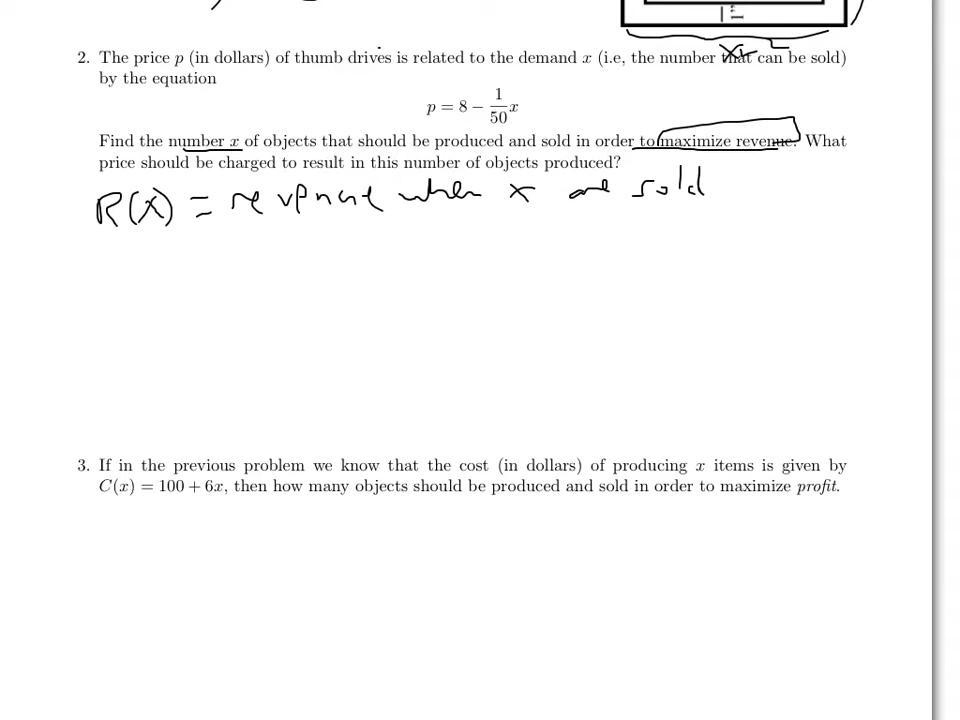 2. The price p (in dollars) of thumb drives is related to the demand x (i.e, the number that can be sold)
by the equation
p = 8 − 1/50 x
Find the number x of objects that should be produced and sold in order to maximize revenue. What
price should be charged to result in this number of objects produced?
R(x) = revenue when x are sold
3. If in the previous problem we know that the cost (in dollars) of producing x items is given by
C(x) = 100 + 6x, then how many objects should be produced and sold in order to maximize profit.